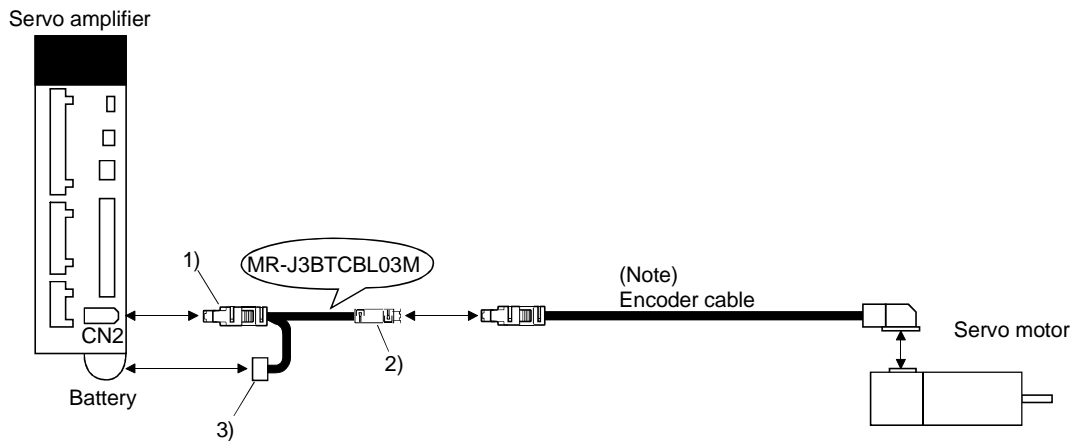 Servo amplifier
1)
MR-J3BTCBL03M
(Note)
Encoder cable
CN2
2)
Servo motor
Battery
3)